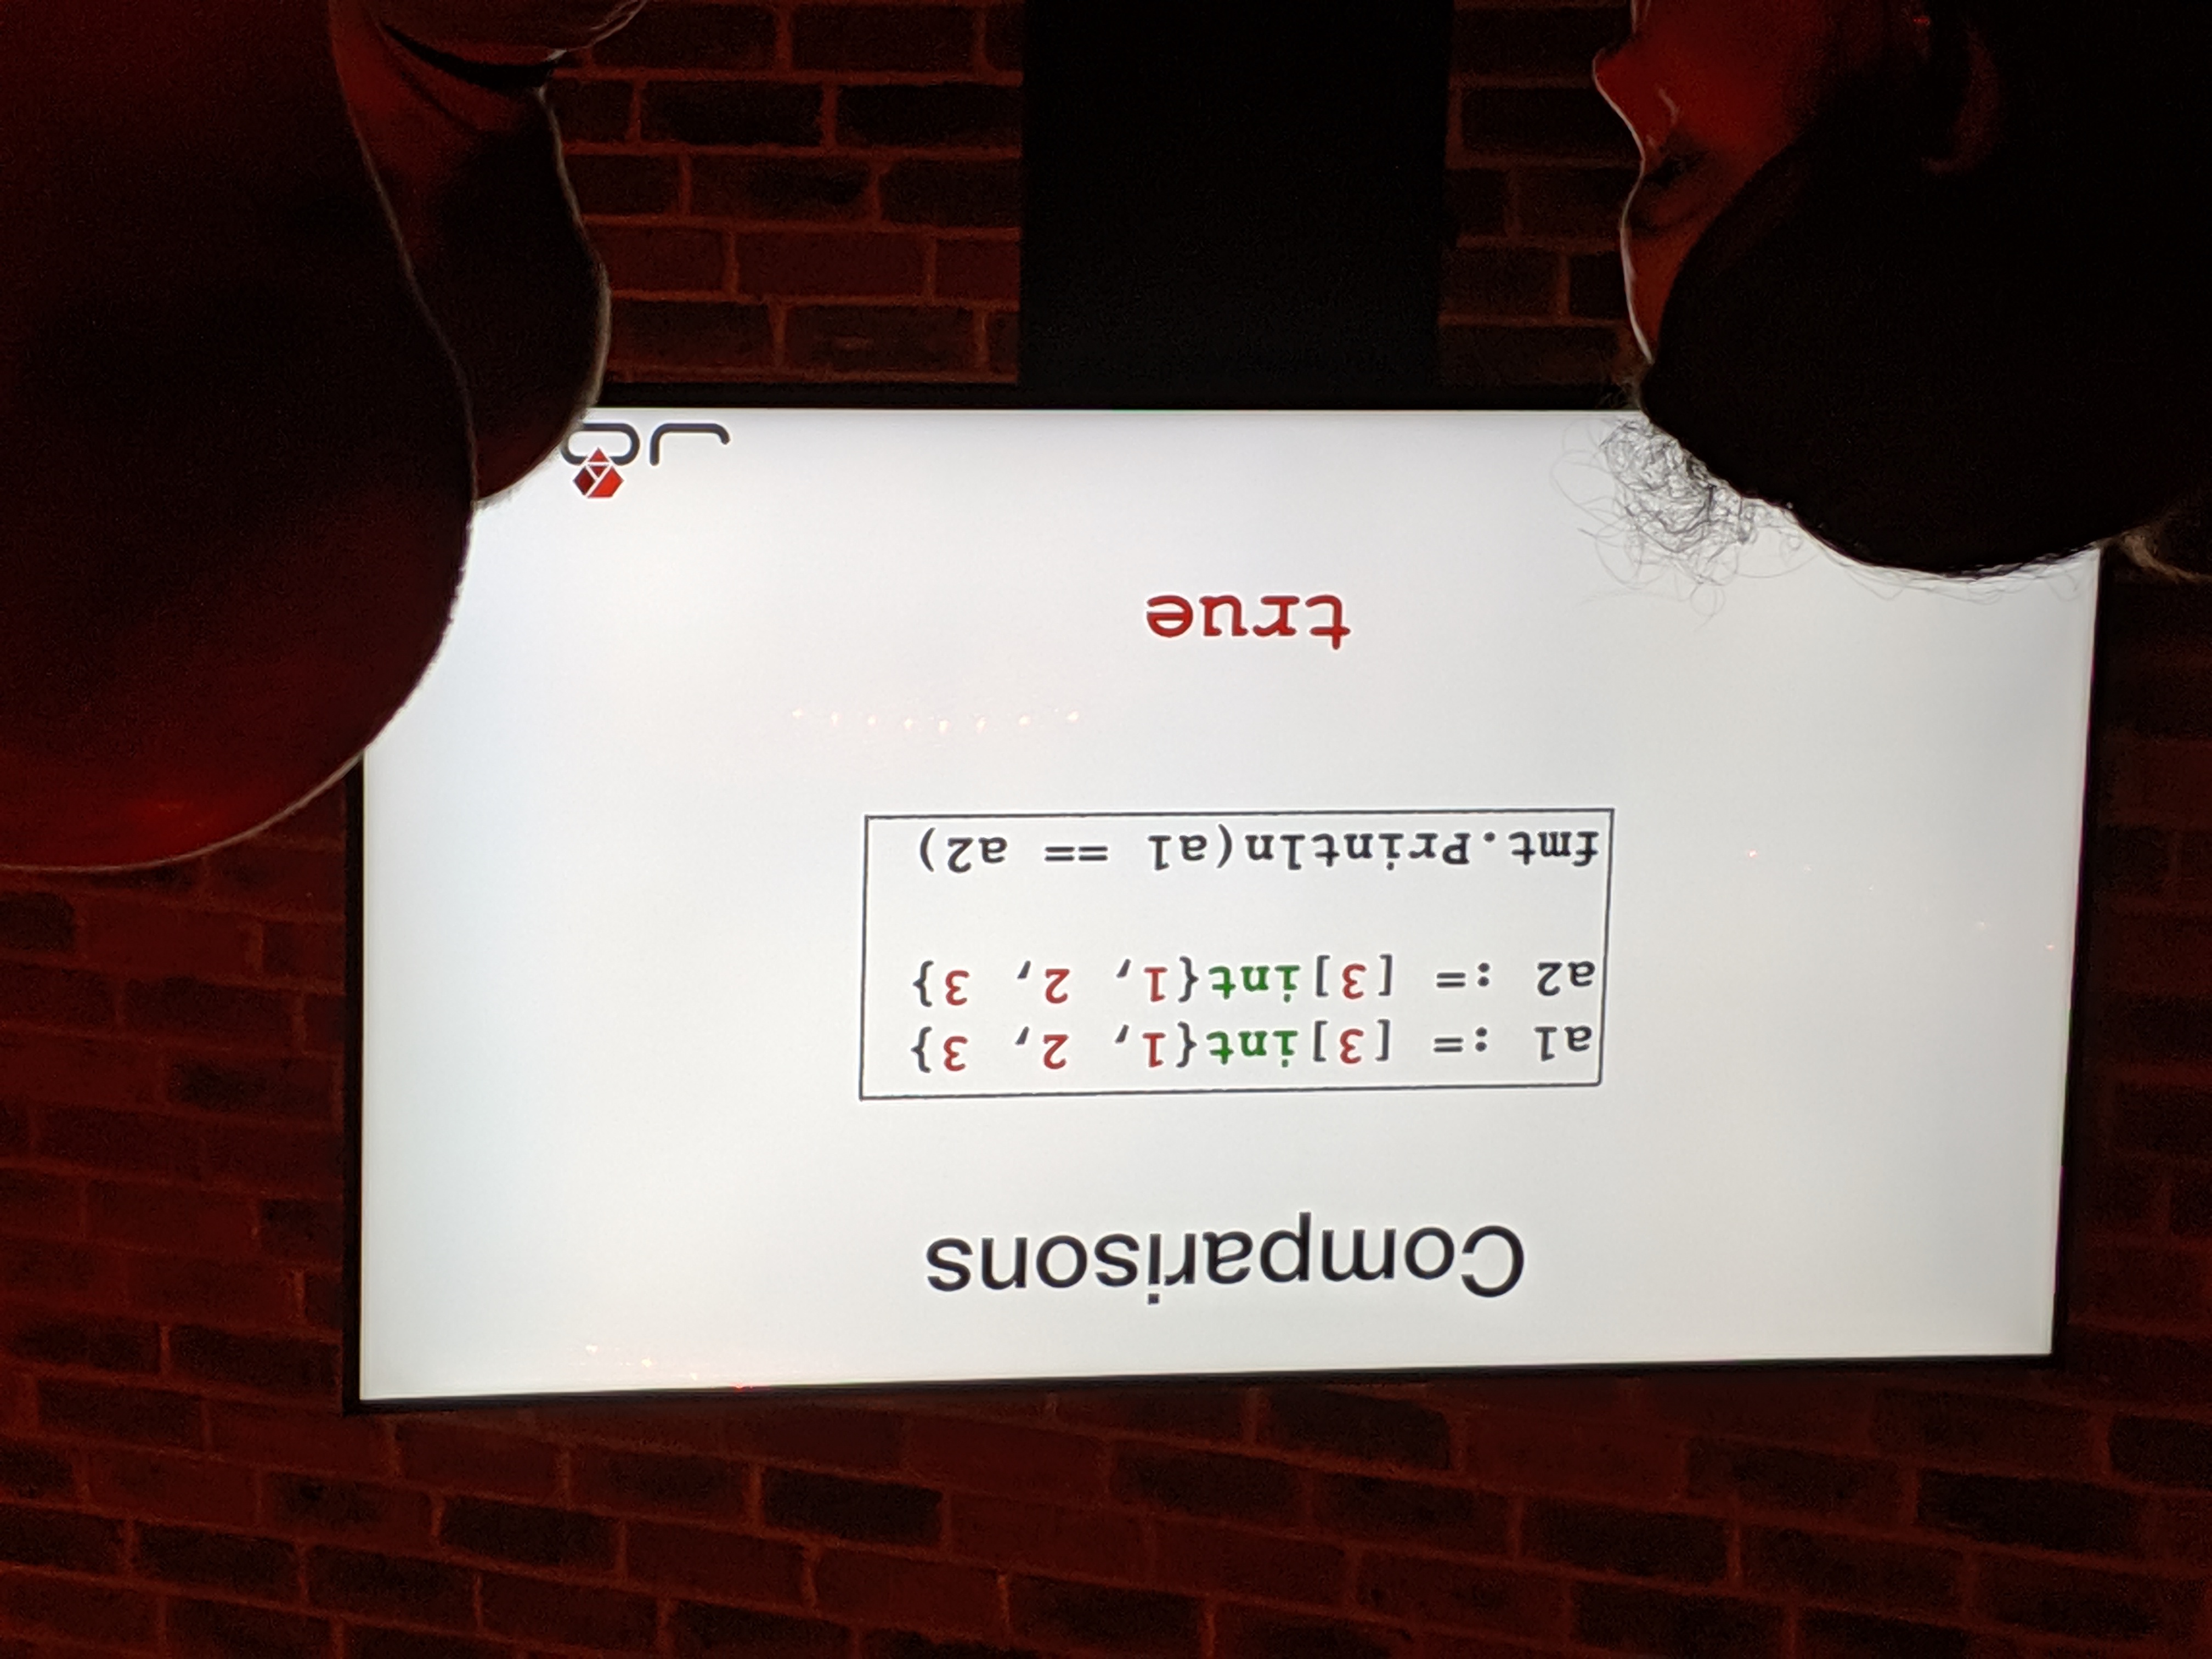 Comparisons
a1 := [3]int{1, 2, 3}
a2 := [3]int{1, 2, 3}
fmt.Println(a1 == a2)
true